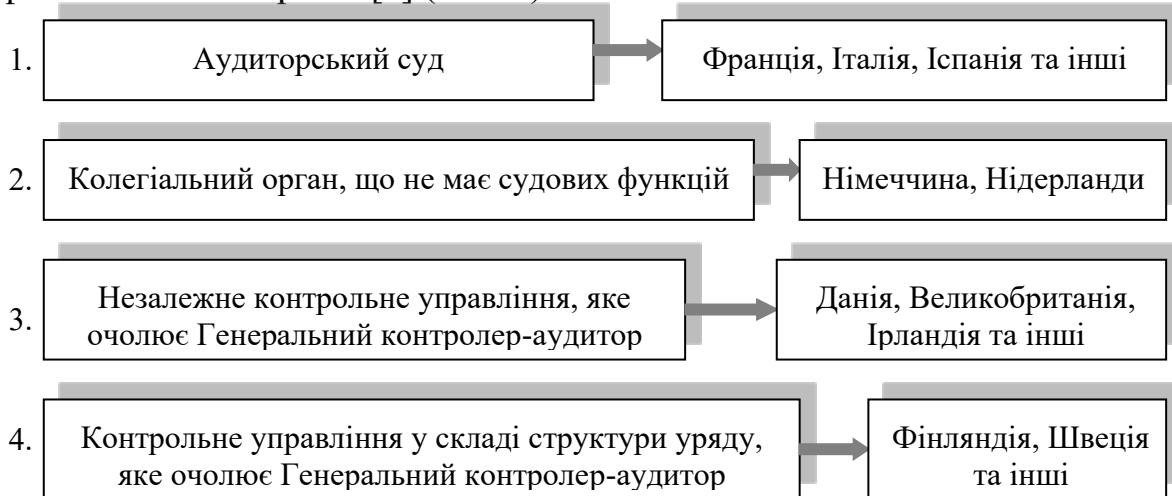 1. Аудиторський суд Франція, Італія, Іспанія та інші
2. Колегіальний орган, що не має судових функцій Німеччина, Нідерланди
3. Незалежне контрольне управління, яке
очолює Генеральний контролер-аудитор
Данія, Великобританія,
Ірландія та інші
4. Контрольне управління у складі структури уряду,
яке очолює Генеральний контролер-аудитор
Фінляндія, Швеція
та інші